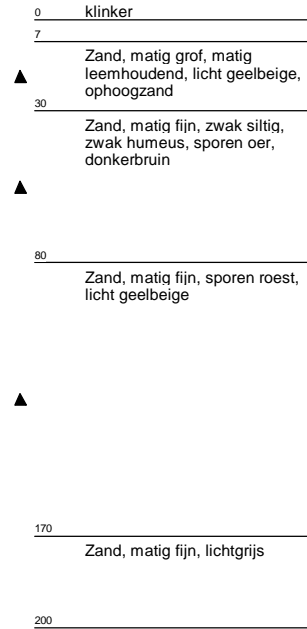 0 klinker
7
Zand, matig grof, matig
leemhoudend, licht geelbeige,
ophoogzand
30
Zand, matig fijn, zwak siltig,
zwak humeus, sporen oer,
donkerbruin
80
Zand, matig fijn, sporen roest,
licht geelbeige
170
Zand, matig fijn, lichtgrijs
200